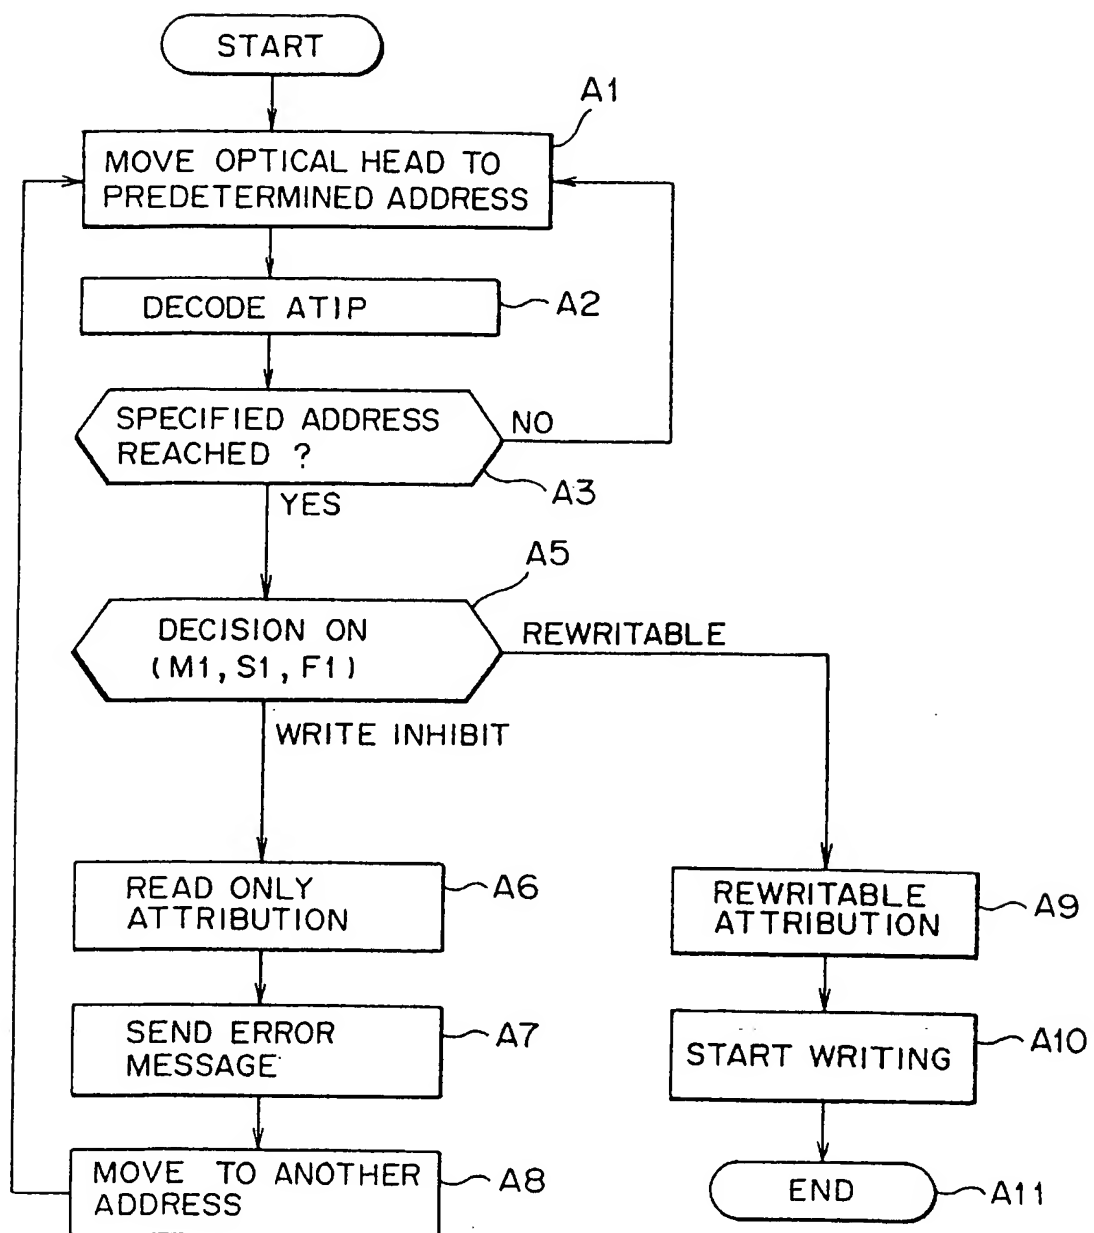 START
A1
MOVE OPTICAL HEAD TO
PREDETERMINED ADDRESS
DECODE ATIP
A2
SPECIFIED ADDRESS
REACHED ?
NO
A3
YES
A5
DECISION ON
(M1, S1, F1)
REWRITABLE
WRITE INHIBIT
READ ONLY
ATTRIBUTION
A6
REWRITABLE
ATTRIBUTION
A9
SEND ERROR
MESSAGE
A7
START WRITING
A10
MOVE TO ANOTHER
ADDRESS
A8
END
A11